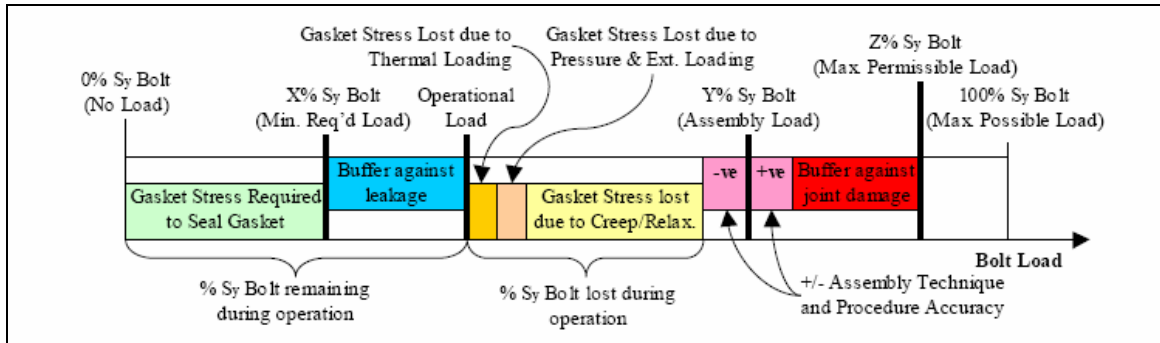 Gasket Stress Lost due to
Thermal Loading
Gasket Stress Lost due to
Pressure & Ext. Loading
Z% Sy Bolt
(Max. Permissible Load)
0% Sy Bolt
(No Load)
X% Sy Bolt
(Min. Req'd Load)
Operational
Load
Y% Sy Bolt
(Assembly Load)
100% Sy Bolt
(Max. Possible Load)
Gasket Stress Required
to Seal Gasket
Buffer against
leakage
Gasket Stress lost
due to Creep/Relax.
-ve
+ve
Buffer against
joint damage
Bolt Load
% Sy Bolt remaining
during operation
% Sy Bolt lost during
operation
+/- Assembly Technique
and Procedure Accuracy